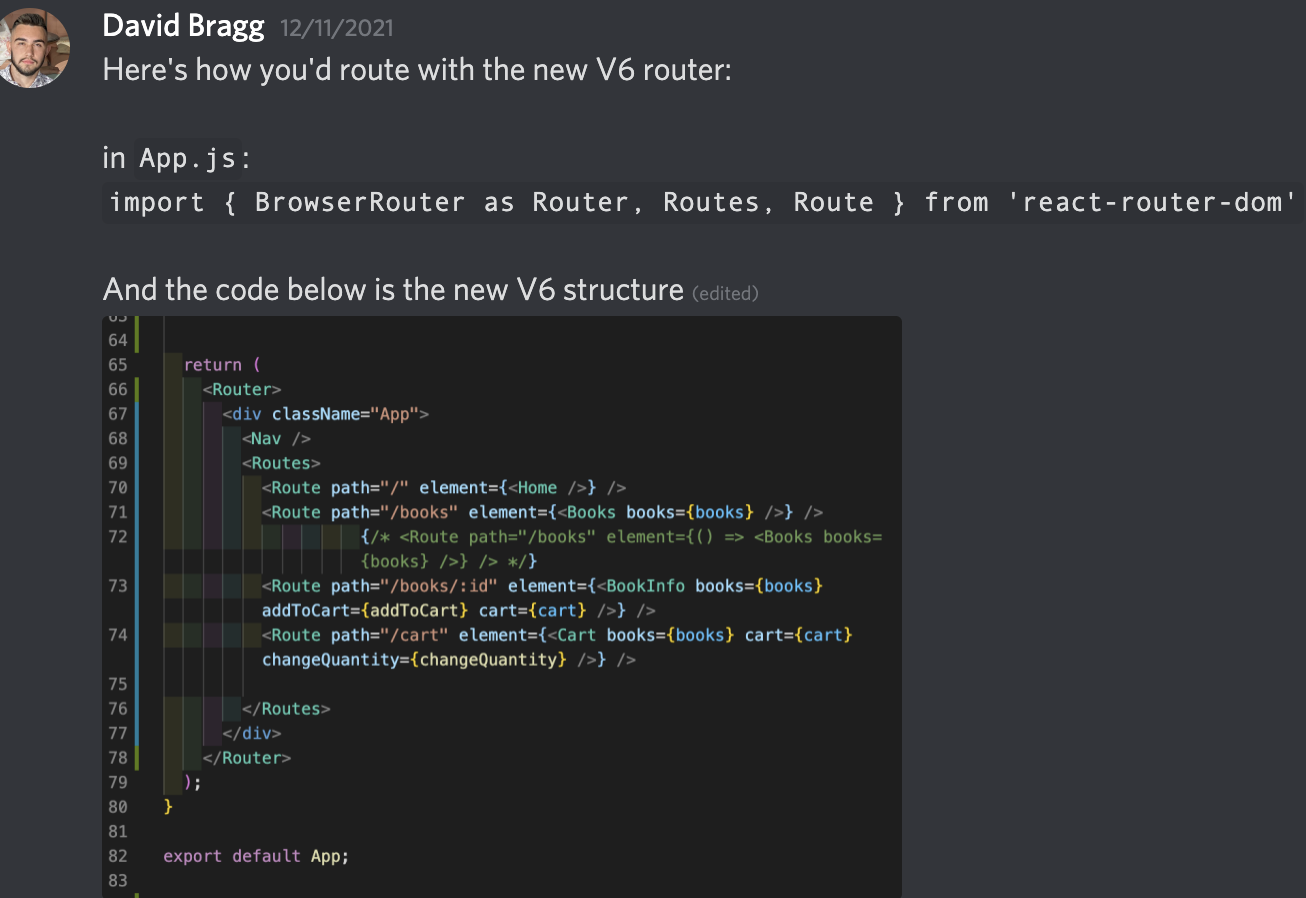 David Bragg 12/11/2021
Here's how you'd route with the new V6 router:
in App.js:
import { BrowserRouter as Router, Routes, Route } from 'react-router-dom'
And the code below is the new V6 structure (edited)
63
64
65 return (
66 <Router>
67 <div className="App">
68 <Nav />
69 <Routes>
70 <Route path="/" element={<Home />} />
71 <Route path="/books" element={<Books books={books} />} />
72 {/* <Route path="/books" element={() => <Books books=
{books} />} /> */}
73 <Route path="/books/:id" element={<BookInfo books={books}
addToCart={addToCart} cart={cart} />} />
74 <Route path="/cart" element={<Cart books={books} cart={cart}
changeQuantity={changeQuantity} />} />
75
76 </Routes>
77 </div>
78 </Router>
79 );
80 }
81
82 export default App;
83